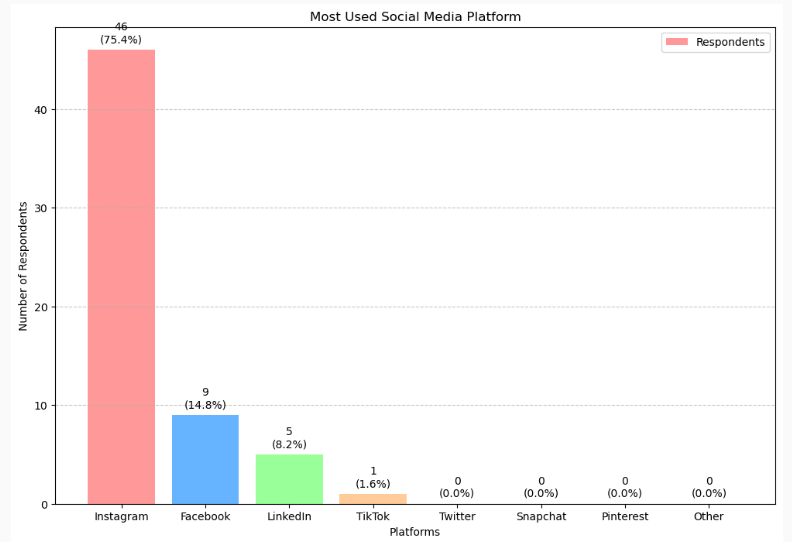 Most Used Social Media Platform
46
(75.4%)
Respondents
40
30
20
10
0
Number of Respondents
9
(14.8%)
5
(8.2%)
1
(1.6%)
0
(0.0%)
0
(0.0%)
0
(0.0%)
0
(0.0%)
Instagram
Facebook
LinkedIn
TikTok
Twitter
Snapchat
Pinterest
Other
Platforms